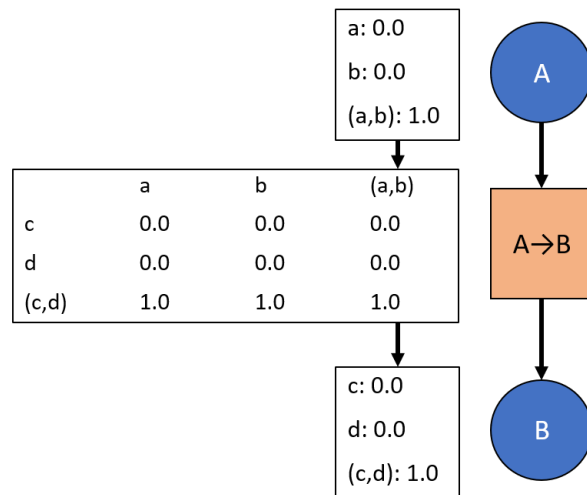 a: 0.0
b: 0.0
(a,b): 1.0
A
a b (a,b)
c 0.0 0.0 0.0
d 0.0 0.0 0.0
(c,d) 1.0 1.0 1.0
A→B
c: 0.0
d: 0.0
(c,d): 1.0
B